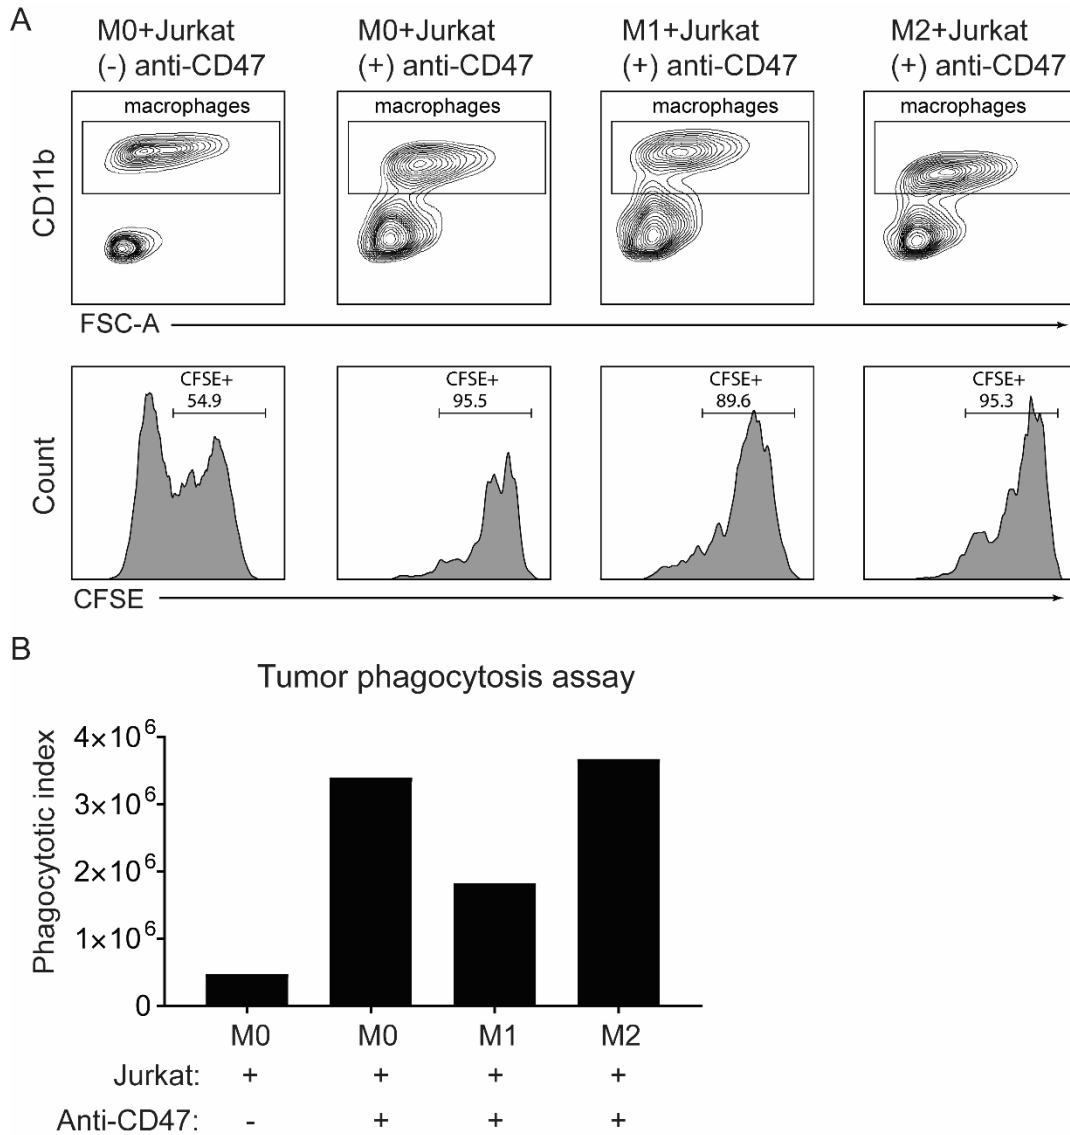 A
M0+Jurkat
(-) anti-CD47
M0+Jurkat
(+) anti-CD47
M1+Jurkat
(+) anti-CD47
M2+Jurkat
(+) anti-CD47
macrophages
macrophages
macrophages
macrophages
CD11b
FSC-A
CFSE+
54.9
CFSE+
95.5
CFSE+
89.6
CFSE+
95.3
Count
CFSE
B
Tumor phagocytosis assay
Phagocytotic index
4×10⁶
3×10⁶
2×10⁶
1×10⁶
0
M0 M0 M1 M2
Jurkat: + + + +
Anti-CD47: - + + +